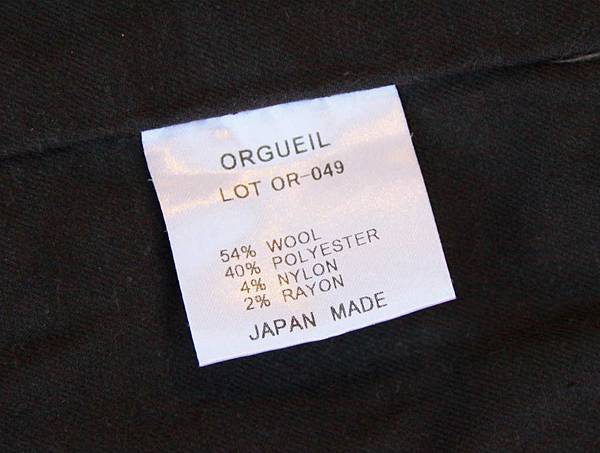 ORGUEIL
LOT OR-049
54% WOOL
40% POLYESTER
4% NYLON
2% RAYON
JAPAN MADE